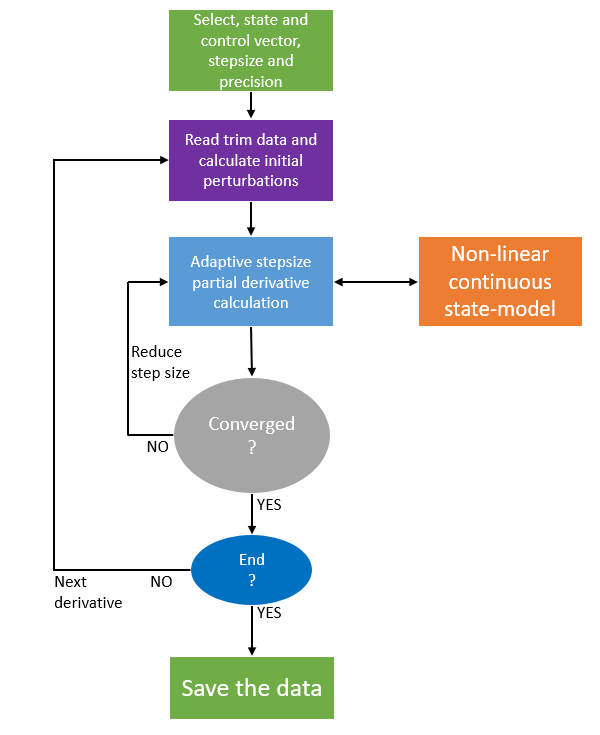 Select, state and
control vector,
stepsize and
precision
Read trim data and
calculate initial
perturbations
Adaptive stepsize
partial derivative
calculation
Non-linear
continuous
state-model
Reduce
step size
Converged
?
NO
YES
End
?
Next
derivative
NO
YES
Save the data